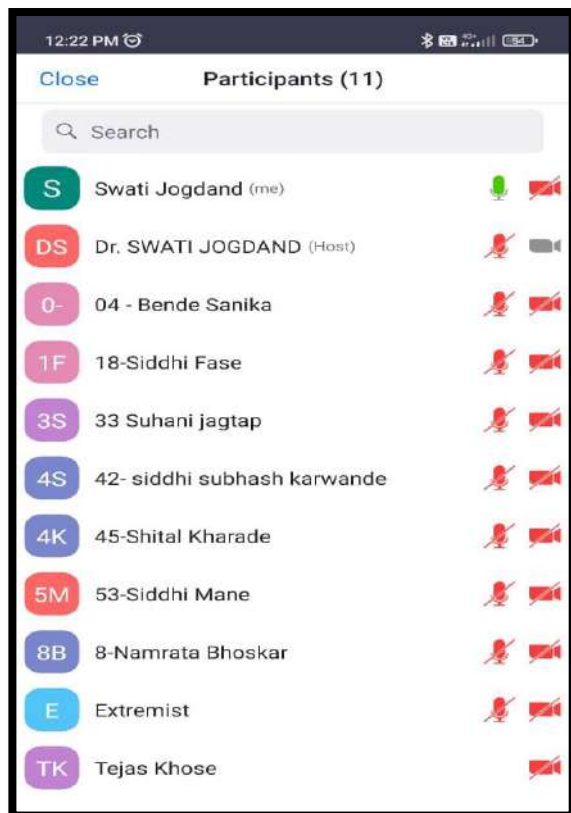 12:22 PM
4G+ 54
Close Participants (11)
Search
S Swati Jogdand (me)
DS Dr. SWATI JOGDAND (Host)
0- 04 - Bende Sanika
1F 18-Siddhi Fase
3S 33 Suhani jagtap
4S 42- siddhi subhash karwande
4K 45-Shital Kharade
5M 53-Siddhi Mane
8B 8-Namrata Bhoskar
E Extremist
TK Tejas Khose